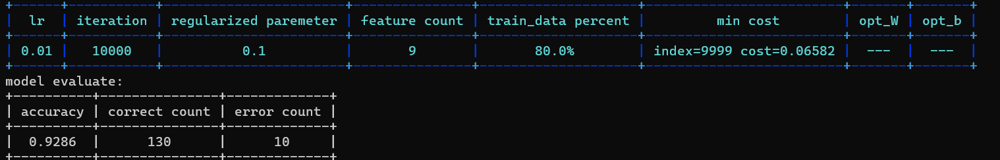 +------+-----------+-----------------------+---------------+--------------------+-------------------------+-------+-------+
|  lr  | iteration | regularized paremeter | feature count | train_data percent |        min cost         | opt_W | opt_b |
+------+-----------+-----------------------+---------------+--------------------+-------------------------+-------+-------+
| 0.01 |   10000   |          0.1          |       9       |       80.0%        | index=9999 cost=0.06582 |  ---  |  ---  |
+------+-----------+-----------------------+---------------+--------------------+-------------------------+-------+-------+
model evaluate:
+----------+---------------+-------------+
| accuracy | correct count | error count |
+----------+---------------+-------------+
|  0.9286  |      130      |      10     |
+----------+---------------+-------------+